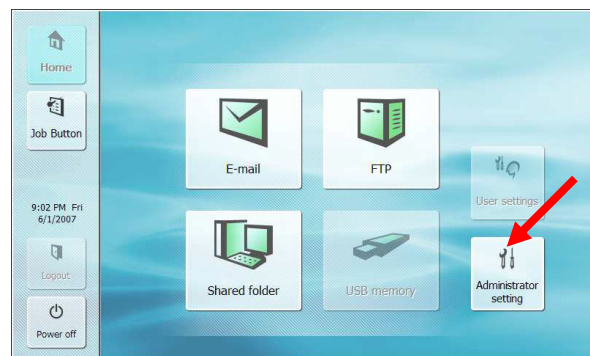 Home
Job Button
9:02 PM Fri
6/1/2007
Logout
Power off
E-mail
FTP
Shared folder
USB memory
User settings
Administrator
setting